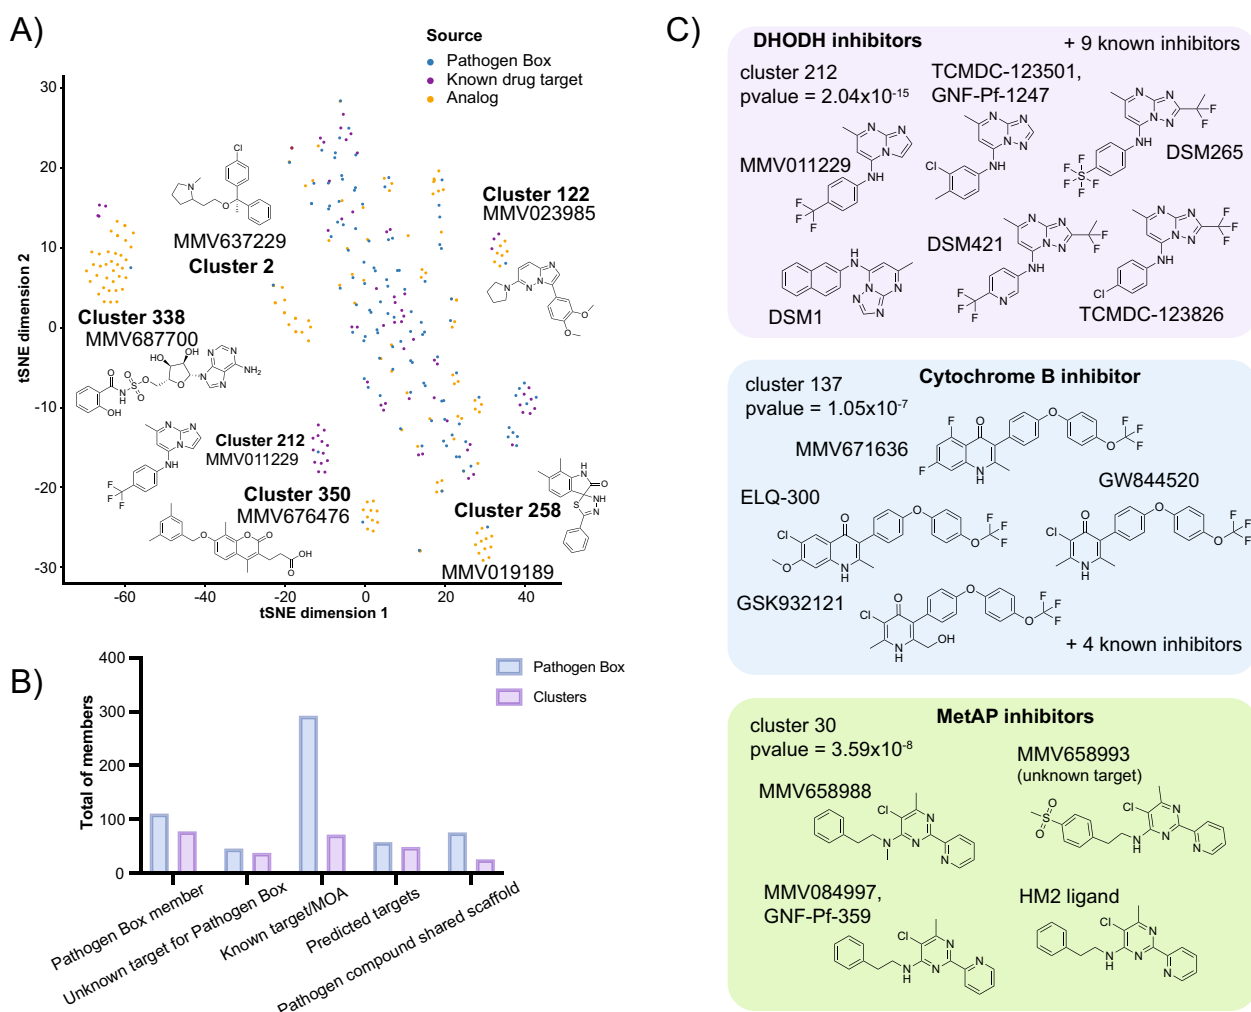 A)
Source
Pathogen Box
Known drug target
Analog
30
20
10
0
-10
-20
-30
tSNE dimension 2
-60
-40
-20
0
20
40
tSNE dimension 1
MMV637229
Cluster 2
Cluster 122
MMV023985
Cluster 338
MMV687700
Cluster 212
MMV011229
Cluster 350
MMV676476
Cluster 258
MMV019189
B)
400
300
200
100
0
Total of members
Pathogen Box
Clusters
Pathogen Box member
Unknown target for Pathogen Box
Known target/MOA
Predicted targets
Pathogen compound shared scaffold
C)
DHODH inhibitors
+ 9 known inhibitors
cluster 212
pvalue = 2.04x10-15
TCMDC-123501,
GNF-Pf-1247
MMV011229
DSM265
DSM421
DSM1
TCMDC-123826
Cytochrome B inhibitor
cluster 137
pvalue = 1.05x10-7
MMV671636
ELQ-300
GW844520
GSK932121
+ 4 known inhibitors
MetAP inhibitors
cluster 30
pvalue = 3.59x10-8
MMV658993
(unknown target)
MMV658988
MMV084997,
GNF-Pf-359
HM2 ligand